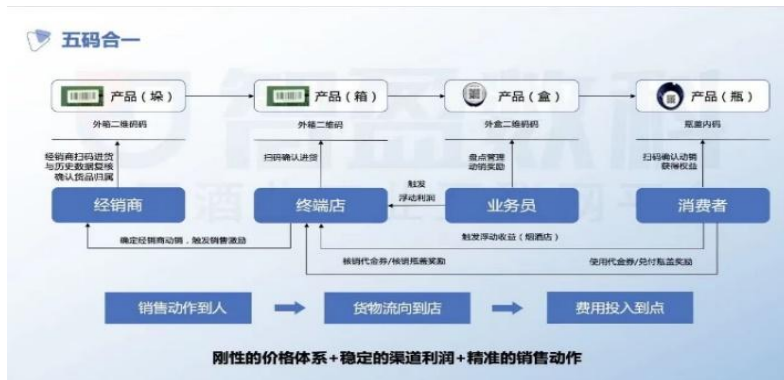 五码合一
产品（垛）
产品（箱）
产品（盒）
产品（瓶）
外箱二维码码
外箱二维码
外盒二维码码
瓶盖内码
经销商扫码进货
与历史数据复核
确认货品归属
扫码确认进货
盘点管理
动销奖励
扫码确认动销
获得权益
触发
浮动利润
经销商
终端店
业务员
消费者
确定经销商动销，触发销售激励
触发浮动收益（烟酒店）
核销代金券/核销瓶盖奖励
使用代金券/兑付瓶盖奖励
销售动作到人
货物流向到店
费用投入到点
刚性的价格体系+稳定的渠道利润+精准的销售动作